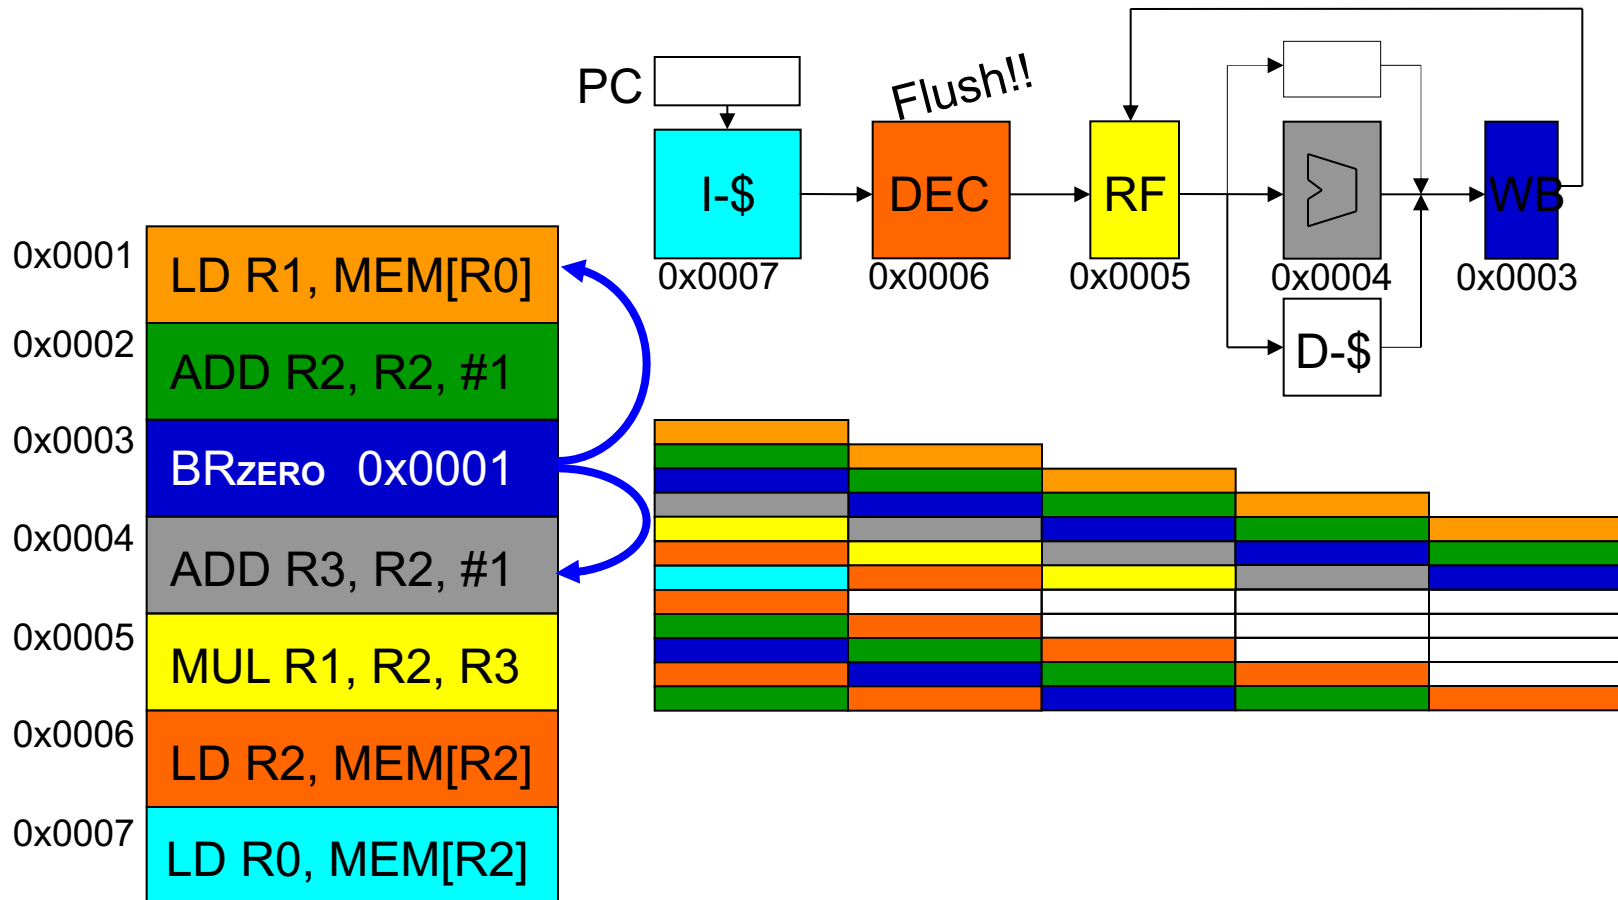 PC
Flush!!
I-$
DEC
RF
WB
0x0007
0x0006
0x0005
0x0004
0x0003
D-$
0x0001
LD R1, MEM[R0]
0x0002
ADD R2, R2, #1
0x0003
BRZERO 0x0001
0x0004
ADD R3, R2, #1
0x0005
MUL R1, R2, R3
0x0006
LD R2, MEM[R2]
0x0007
LD R0, MEM[R2]